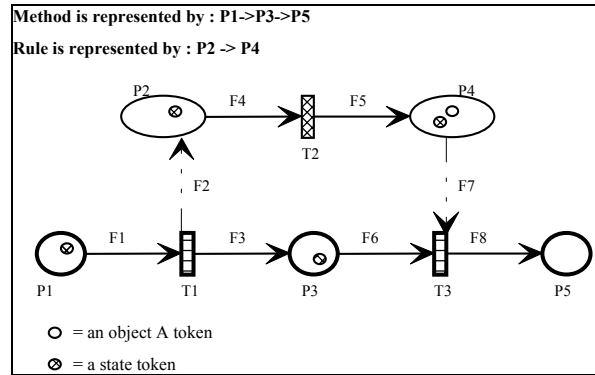 Method is represented by : P1->P3->P5
Rule is represented by : P2 -> P4
P2 F4 F5 P4
T2
F2 F7
F1 F3 F6 F8
P1 T1 P3 T3 P5
= an object A token
= a state token